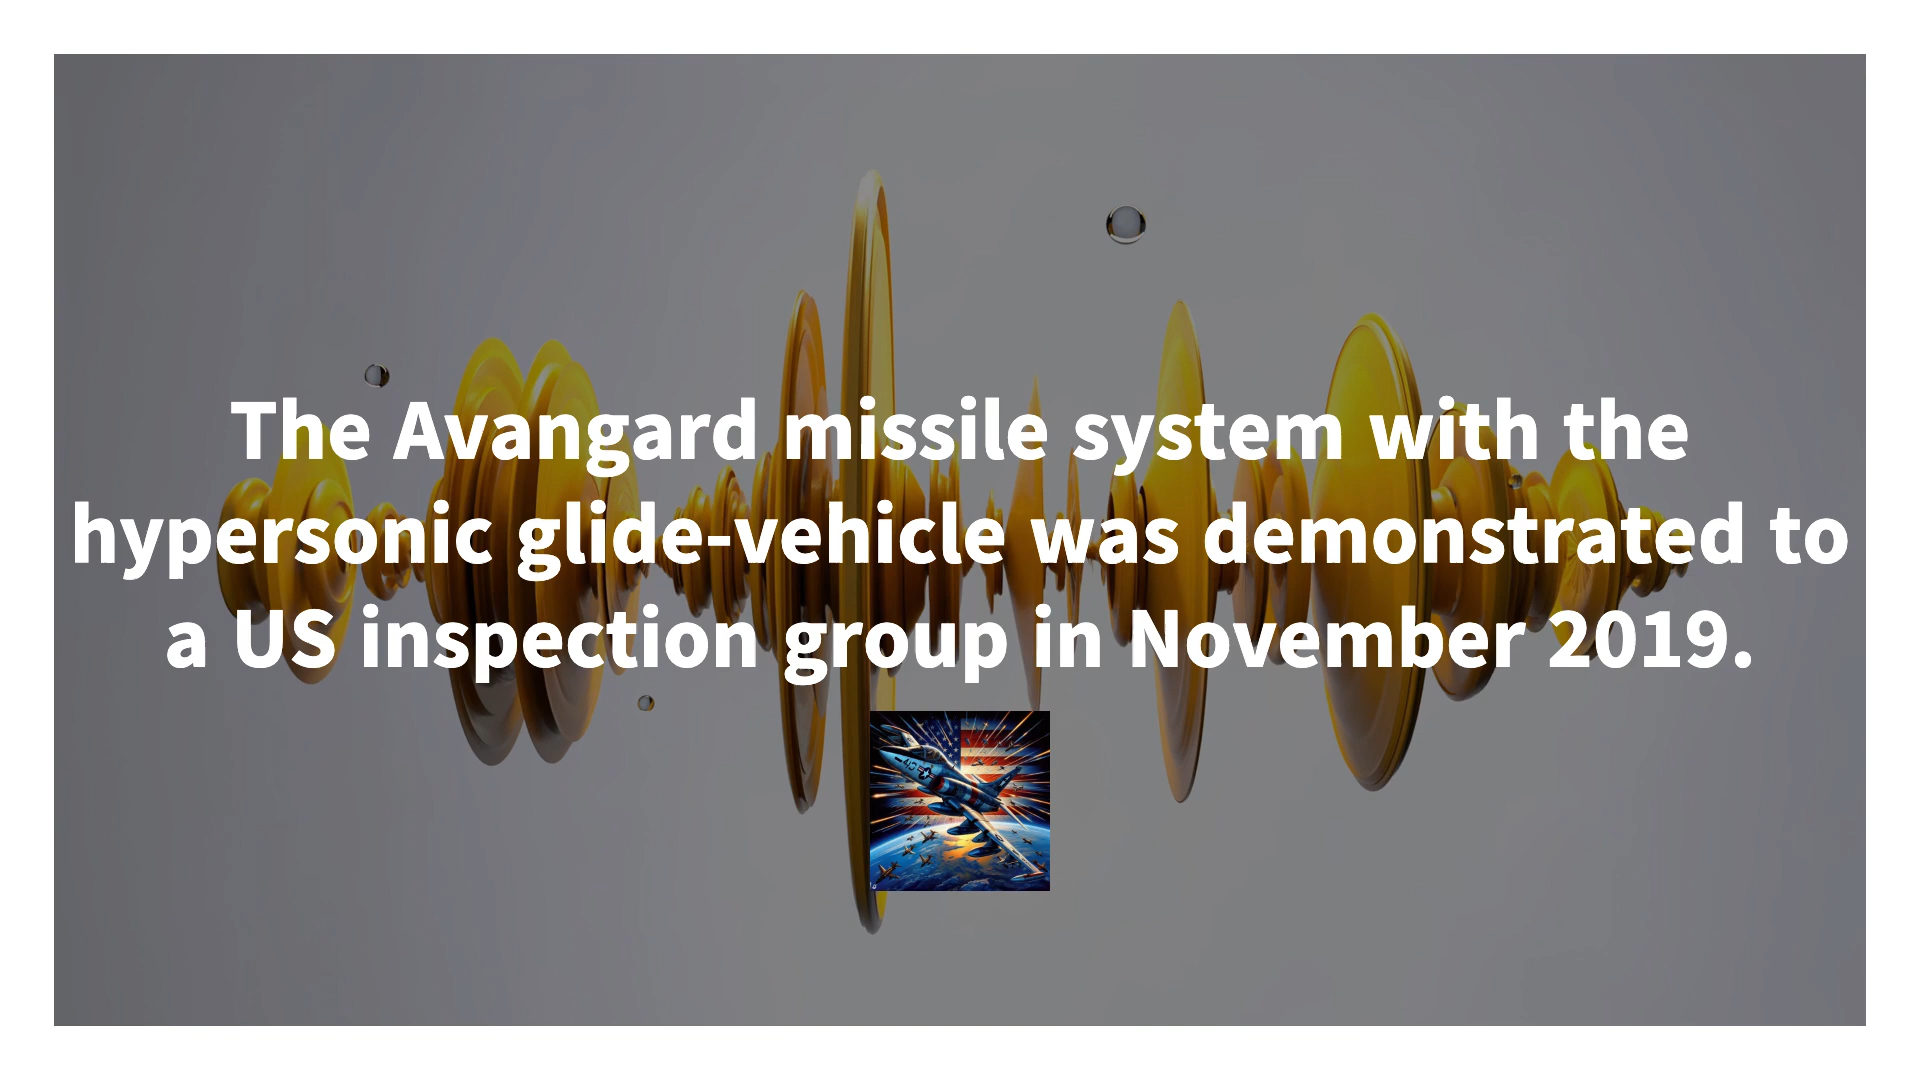 The Avangard missile system with the
hypersonic glide-vehicle was demonstrated to
a US inspection group in November 2019.